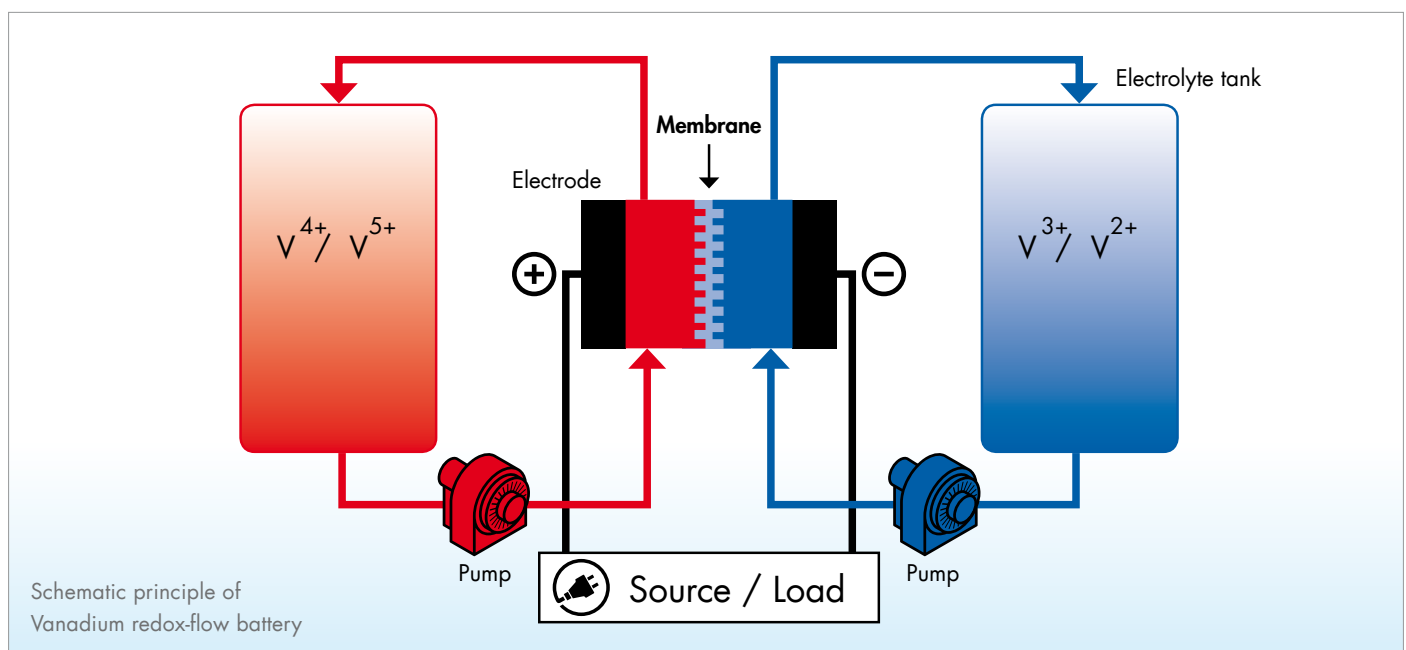 Electrolyte tank
Membrane
Electrode
V⁴⁺/ V⁵⁺
V³⁺/ V²⁺
+
−
Pump
Pump
Source / Load
Schematic principle of
Vanadium redox-flow battery